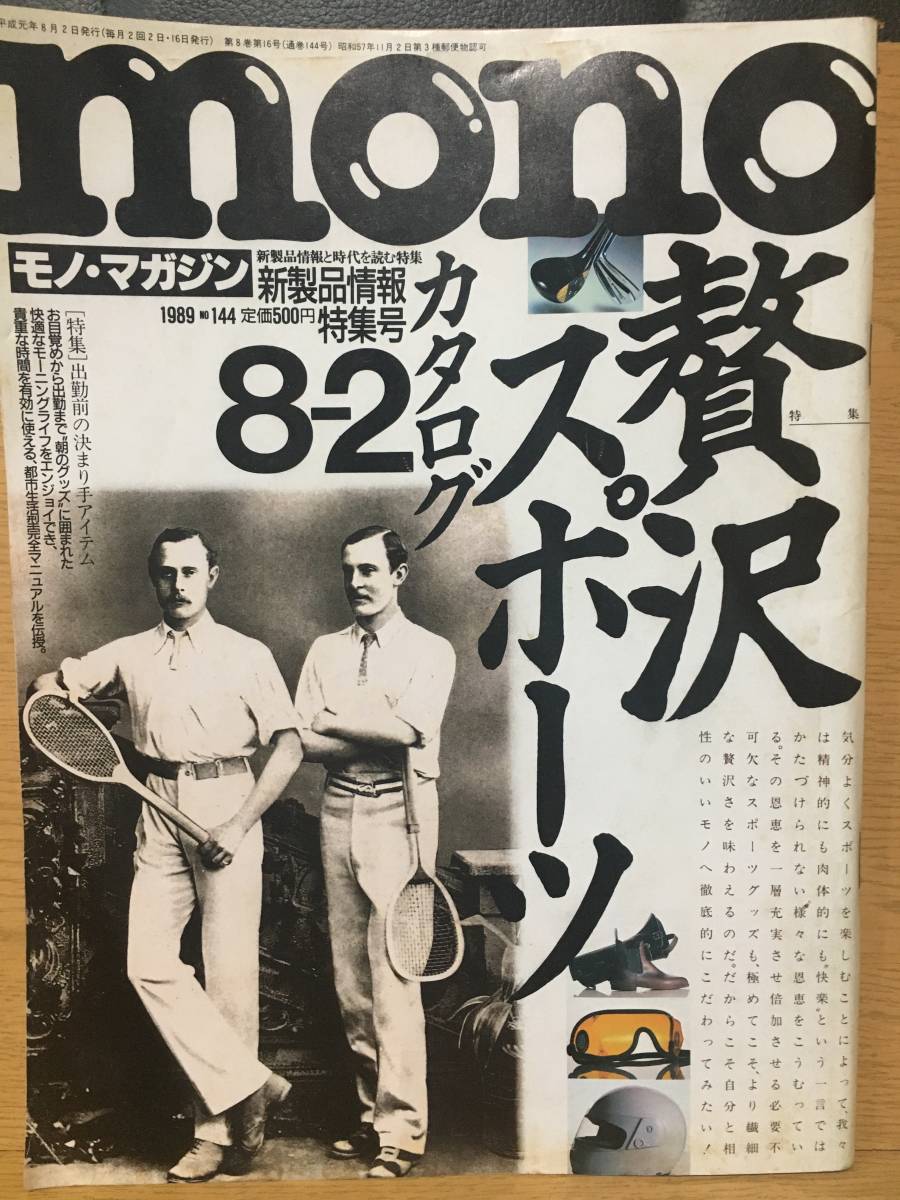 平成元年8月2日発行(毎月2回2日・16日発行) 第8巻第16号(通巻144号) 昭和57年11月2日第3種郵便物認可
mono
モノ・マガジン
新製品情報と時代を読む特集
新製品情報
特集号
1989 NO 144 定価500円
8-2
特集
贅沢
スポーツ
カタログ
[特集]出勤前の決まり手アイテム
お目覚めから出勤まで“朝のグッズ”に囲まれた
快適なモーニングライフをエンジョイでき、
貴重な時間を有効に使える、都市生活型完全マニュアルを伝授。
気分よくスポーツを楽しむことによって、我々
は精神的にも肉体的にも“快楽”という一言では
かたづけられない“様々な恩恵をこうむってい
る。その恩恵を一層充実させ倍加させる必要不
可欠なスポーツグッズも、極めてこそ、より繊細
な贅沢さを味わえるのだ。だからこそ自分と相
性のいいモノへ徹底的にこだわってみたい!